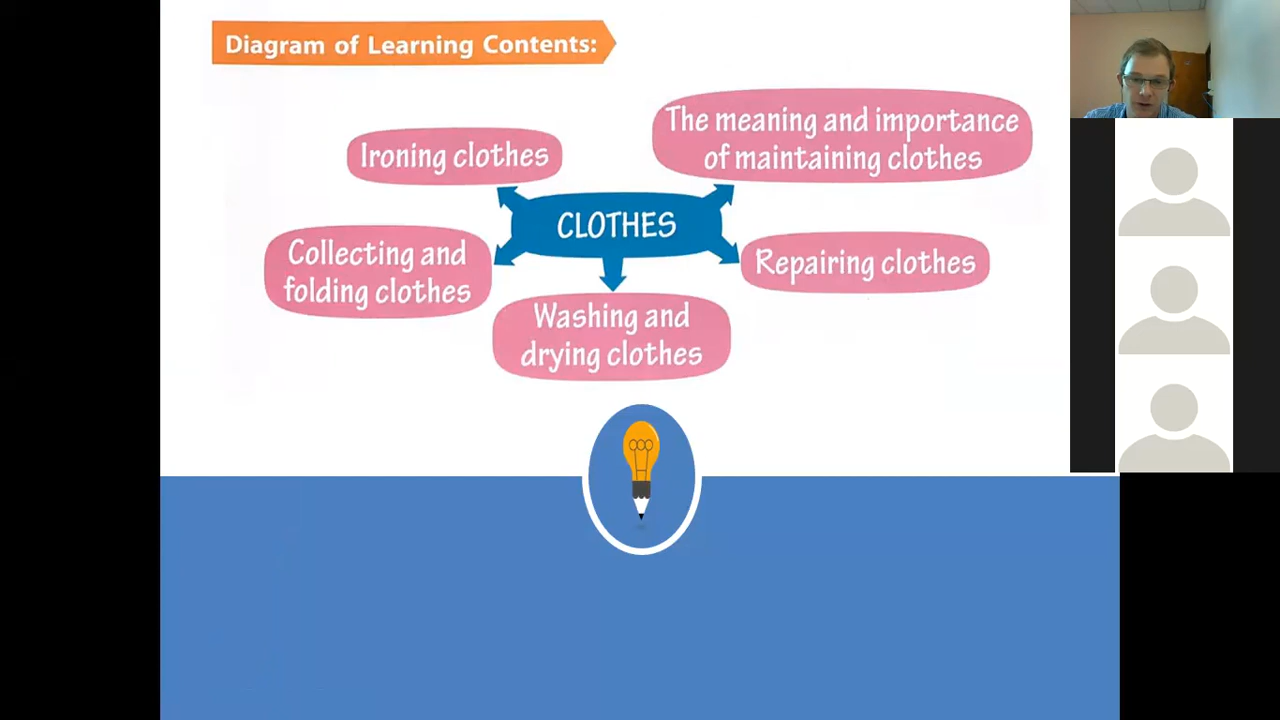 Diagram of Learning Contents:
Ironing clothes
The meaning and importance
of maintaining clothes
CLOTHES
Collecting and
folding clothes
Repairing clothes
Washing and
drying clothes